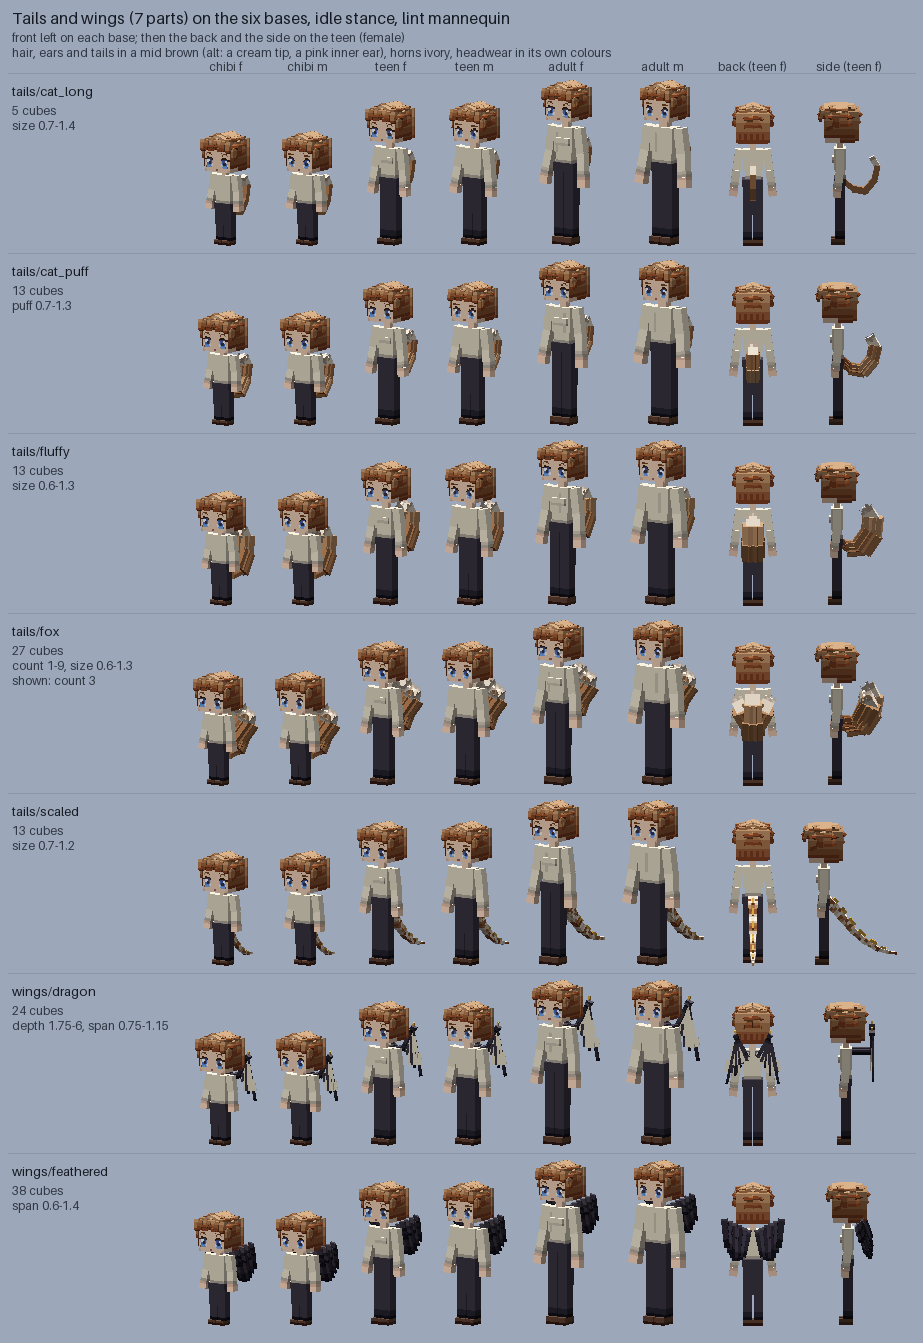 Tails and wings (7 parts) on the six bases, idle stance, lint mannequin
front left on each base; then the back and the side on the teen (female)
hair, ears and tails in a mid brown (alt: a cream tip, a pink inner ear), horns ivory, headwear in its own colours
chibi f chibi m teen f teen m adult f adult m back (teen f) side (teen f)
tails/cat_long
5 cubes
size 0.7-1.4
tails/cat_puff
13 cubes
puff 0.7-1.3
tails/fluffy
13 cubes
size 0.6-1.3
tails/fox
27 cubes
count 1-9, size 0.6-1.3
shown: count 3
tails/scaled
13 cubes
size 0.7-1.2
wings/dragon
24 cubes
depth 1.75-6, span 0.75-1.15
wings/feathered
38 cubes
span 0.6-1.4